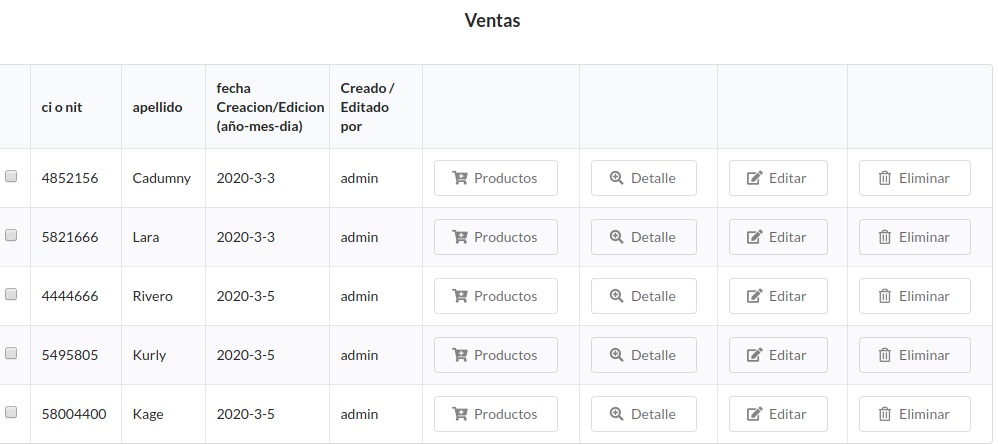 Ventas
ci o nit apellido fecha Creacion/Edicion (año-mes-dia) Creado / Editado por
4852156 Cadumny 2020-3-3 admin Productos Detalle Editar Eliminar
5821666 Lara 2020-3-3 admin Productos Detalle Editar Eliminar
4444666 Rivero 2020-3-5 admin Productos Detalle Editar Eliminar
5495805 Kurly 2020-3-5 admin Productos Detalle Editar Eliminar
58004400 Kage 2020-3-5 admin Productos Detalle Editar Eliminar